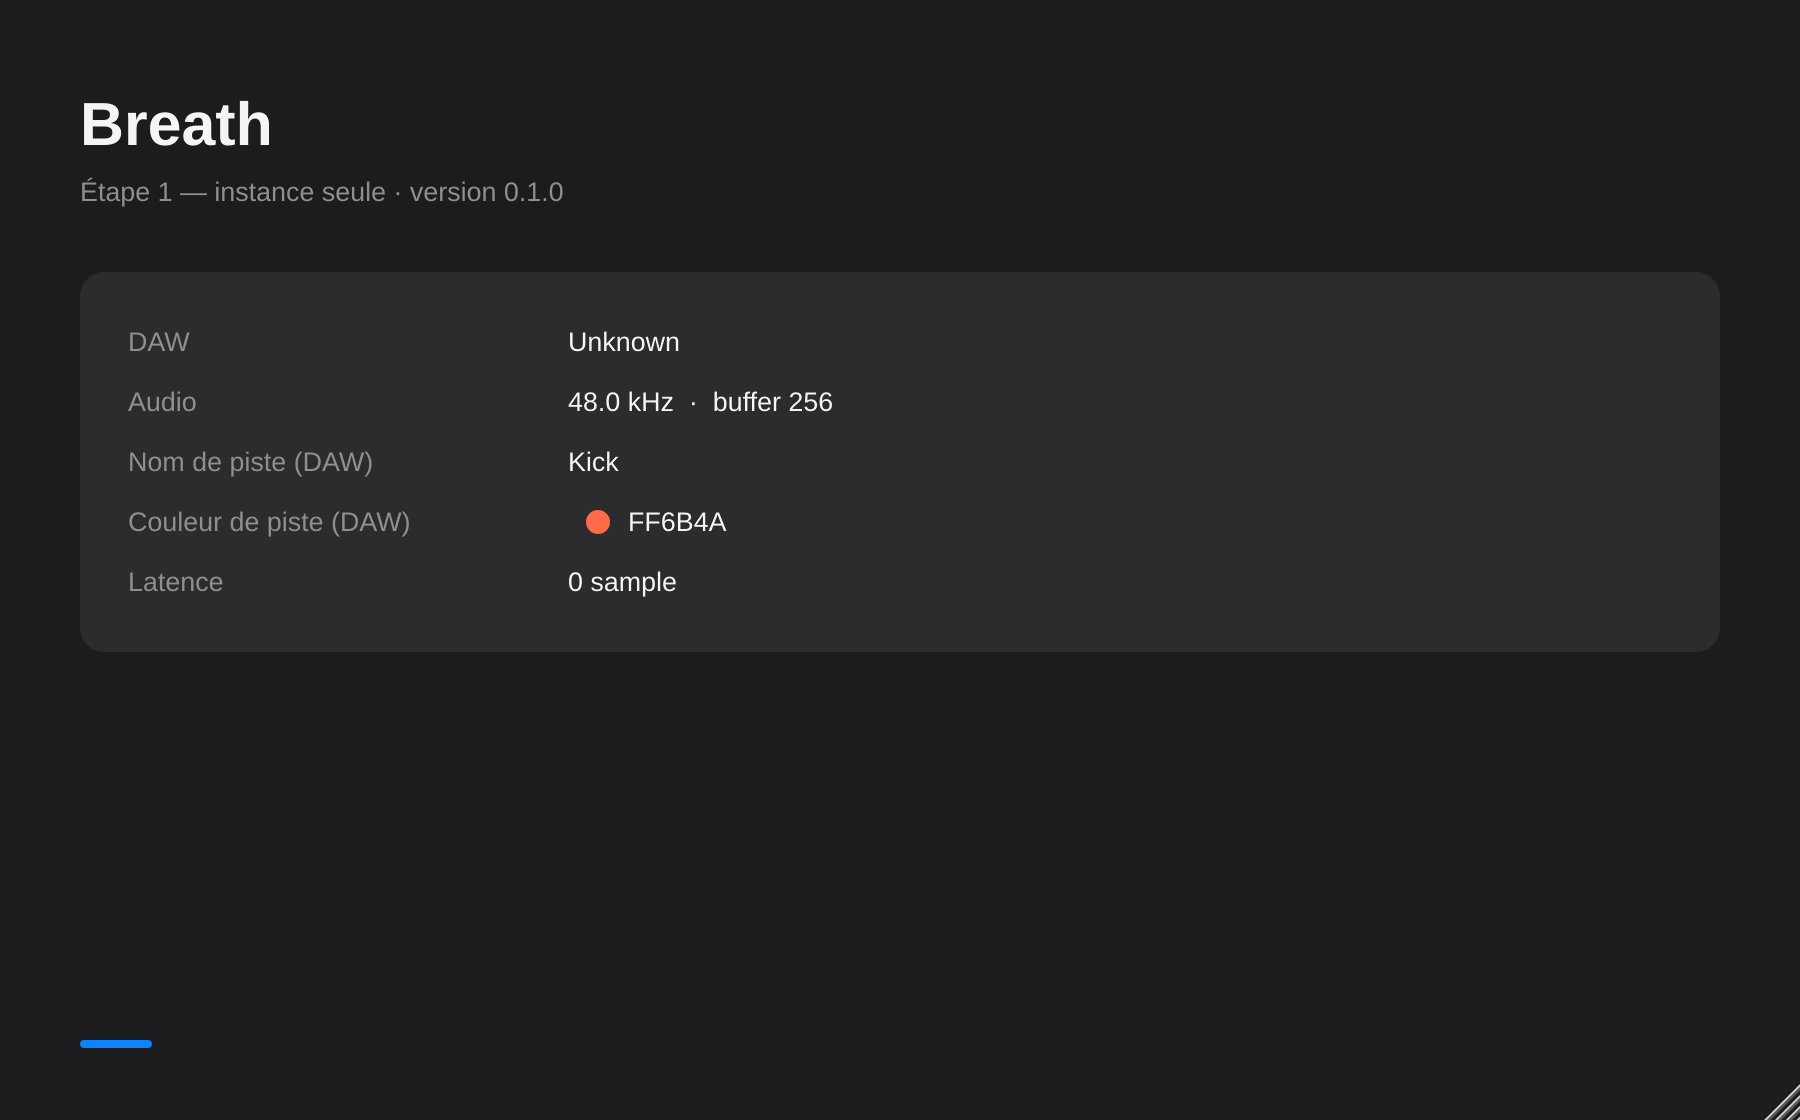 Breath
Étape 1 — instance seule · version 0.1.0
DAW Unknown
Audio 48.0 kHz · buffer 256
Nom de piste (DAW) Kick
Couleur de piste (DAW) FF6B4A
Latence 0 sample